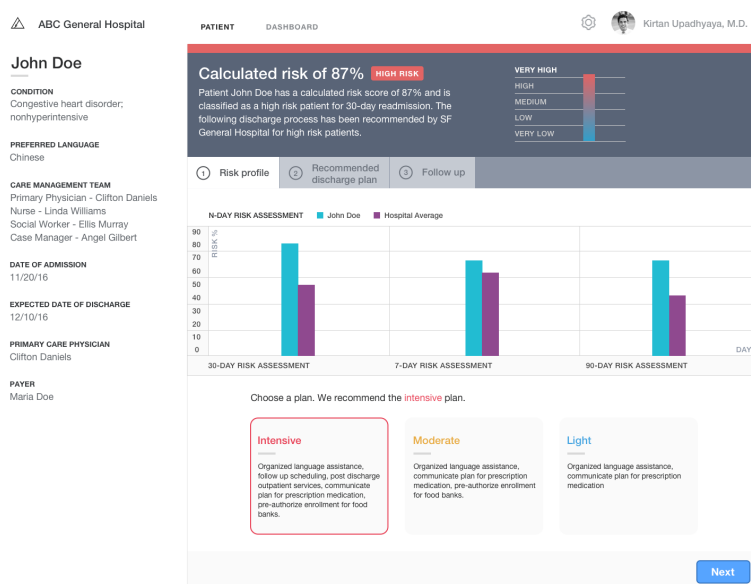 ABC General Hospital
PATIENT
DASHBOARD
Kirtan Upadhyaya, M.D.
John Doe
CONDITION
Congestive heart disorder;
nonhyperintensive
PREFERRED LANGUAGE
Chinese
CARE MANAGEMENT TEAM
Primary Physician - Clifton Daniels
Nurse - Linda Williams
Social Worker - Ellis Murray
Case Manager - Angel Gilbert
DATE OF ADMISSION
11/20/16
EXPECTED DATE OF DISCHARGE
12/10/16
PRIMARY CARE PHYSICIAN
Clifton Daniels
PAYER
Maria Doe
Calculated risk of 87% HIGH RISK
Patient John Doe has a calculated risk score of 87% and is
classified as a high risk patient for 30-day readmission. The
following discharge process has been recommended by SF
General Hospital for high risk patients.
VERY HIGH
HIGH
MEDIUM
LOW
VERY LOW
1 Risk profile
2 Recommended
discharge plan
3 Follow up
N-DAY RISK ASSESSMENT John Doe Hospital Average
RISK %
90
80
70
60
50
40
30
20
10
0
DAY
30-DAY RISK ASSESSMENT
7-DAY RISK ASSESSMENT
90-DAY RISK ASSESSMENT
Choose a plan. We recommend the intensive plan.
Intensive
Organized language assistance,
follow up scheduling, post discharge
outpatient services, communicate
plan for prescription medication,
pre-authorize enrollment for food
banks.
Moderate
Organized language assistance,
communicate plan for prescription
medication, pre-authorize enrollment
for food banks.
Light
Organized language assistance,
communicate plan for prescription
medication
Next